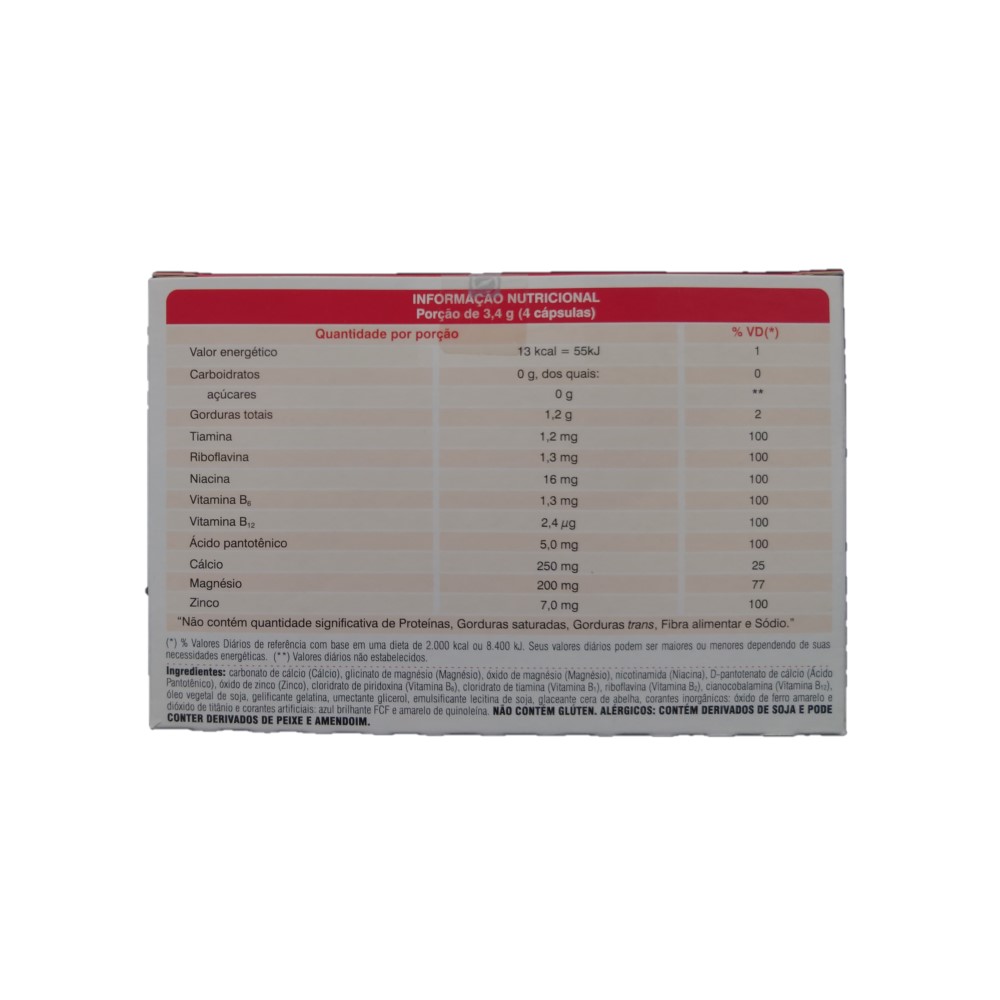 INFORMAÇÃO NUTRICIONAL
Porção de 3,4 g (4 cápsulas)
Quantidade por porção % VD(*)
Valor energético 13 kcal = 55kJ 1
Carboidratos 0 g, dos quais: 0
açúcares 0 g **
Gorduras totais 1,2 g 2
Tiamina 1,2 mg 100
Riboflavina 1,3 mg 100
Niacina 16 mg 100
Vitamina B₆ 1,3 mg 100
Vitamina B₁₂ 2,4 µg 100
Ácido pantotênico 5,0 mg 100
Cálcio 250 mg 25
Magnésio 200 mg 77
Zinco 7,0 mg 100
"Não contém quantidade significativa de Proteínas, Gorduras saturadas, Gorduras trans, Fibra alimentar e Sódio."
(*) % Valores Diários de referência com base em uma dieta de 2.000 kcal ou 8.400 kJ. Seus valores diários podem ser maiores ou menores dependendo de suas
necessidades energéticas. (**) Valores diários não estabelecidos.
Ingredientes: carbonato de cálcio (Cálcio), glicinato de magnésio (Magnésio), óxido de magnésio (Magnésio), nicotinamida (Niacina), D-pantotenato de cálcio (Ácido
Pantotênico), óxido de zinco (Zinco), cloridrato de piridoxina (Vitamina B₆), cloridrato de tiamina (Vitamina B₁), riboflavina (Vitamina B₂), cianocobalamina (Vitamina B₁₂),
óleo vegetal de soja, gelificante gelatina, umectante glicerol, emulsificante lecitina de soja, glaceante cera de abelha, corantes inorgânicos: óxido de ferro amarelo e
dióxido de titânio e corantes artificiais: azul brilhante FCF e amarelo de quinoleína. NÃO CONTÉM GLÚTEN. ALÉRGICOS: CONTÉM DERIVADOS DE SOJA E PODE
CONTER DERIVADOS DE PEIXE E AMENDOIM.